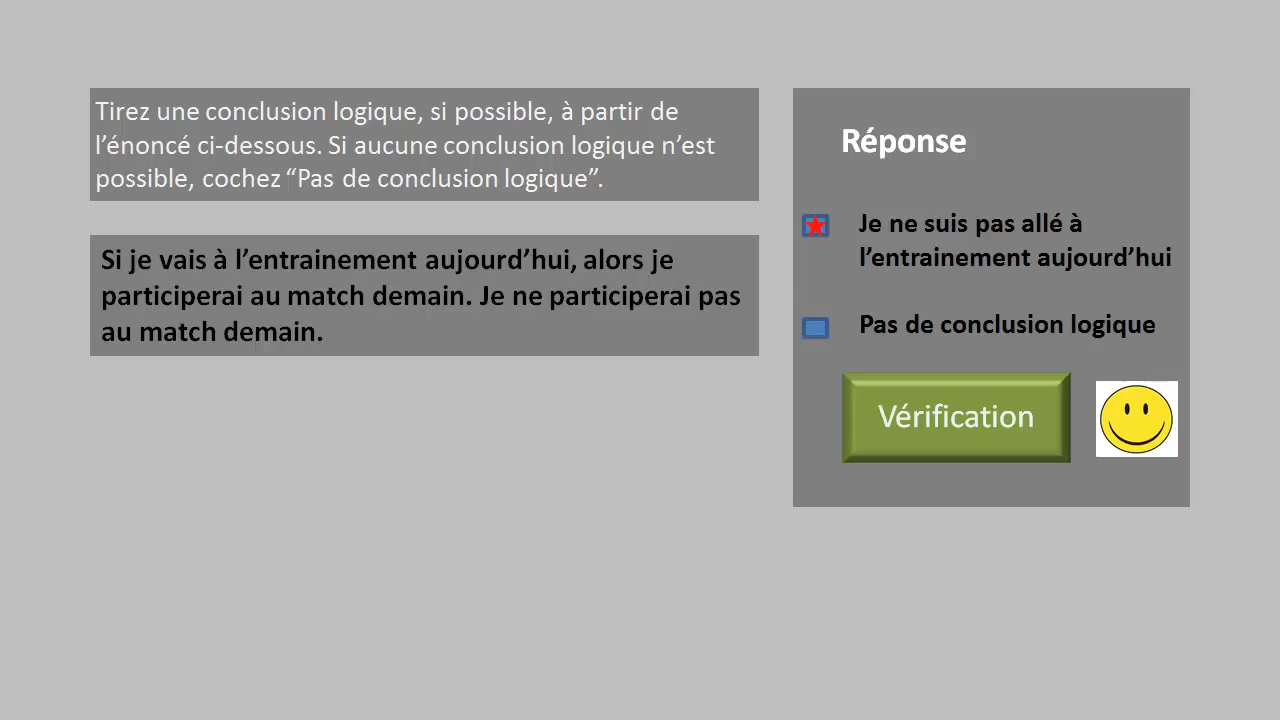 Tirez une conclusion logique, si possible, à partir de
l’énoncé ci-dessous. Si aucune conclusion logique n’est
possible, cochez “Pas de conclusion logique”.
Si je vais à l’entrainement aujourd’hui, alors je
participerai au match demain. Je ne participerai pas
au match demain.
Réponse
Je ne suis pas allé à
l’entrainement aujourd’hui
Pas de conclusion logique
Vérification